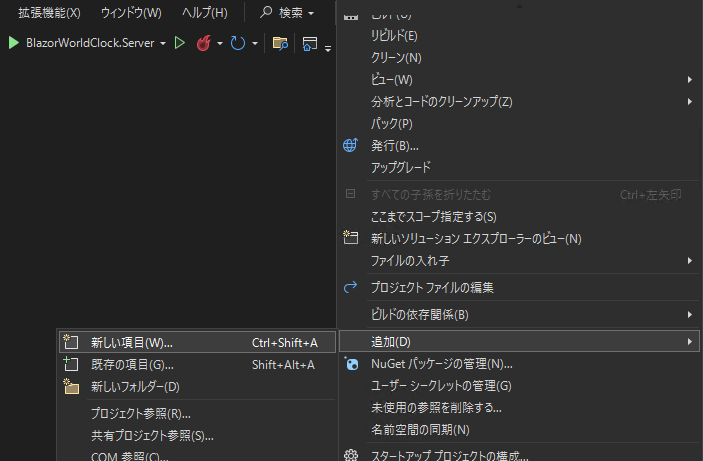 拡張機能(X) ウィンドウ(W) ヘルプ(H) 検索
BlazorWorldClock.Server
ビルド(U)
リビルド(E)
クリーン(N)
ビュー(W)
分析とコードのクリーンアップ(Z)
パック(P)
発行(B)...
アップグレード
すべての子孫を折りたたむ Ctrl+左矢印
ここまでスコープ指定する(S)
新しいソリューション エクスプローラーのビュー(N)
ファイルの入れ子
プロジェクト ファイルの編集
ビルドの依存関係(B)
追加(D)
NuGet パッケージの管理(N)...
ユーザー シークレットの管理(G)
未使用の参照を削除する...
名前空間の同期(N)
スタートアップ プロジェクトの構成...
新しい項目(W)... Ctrl+Shift+A
既存の項目(G)... Shift+Alt+A
新しいフォルダー(D)
プロジェクト参照(R)...
共有プロジェクト参照(S)...
COM 参照(C)...